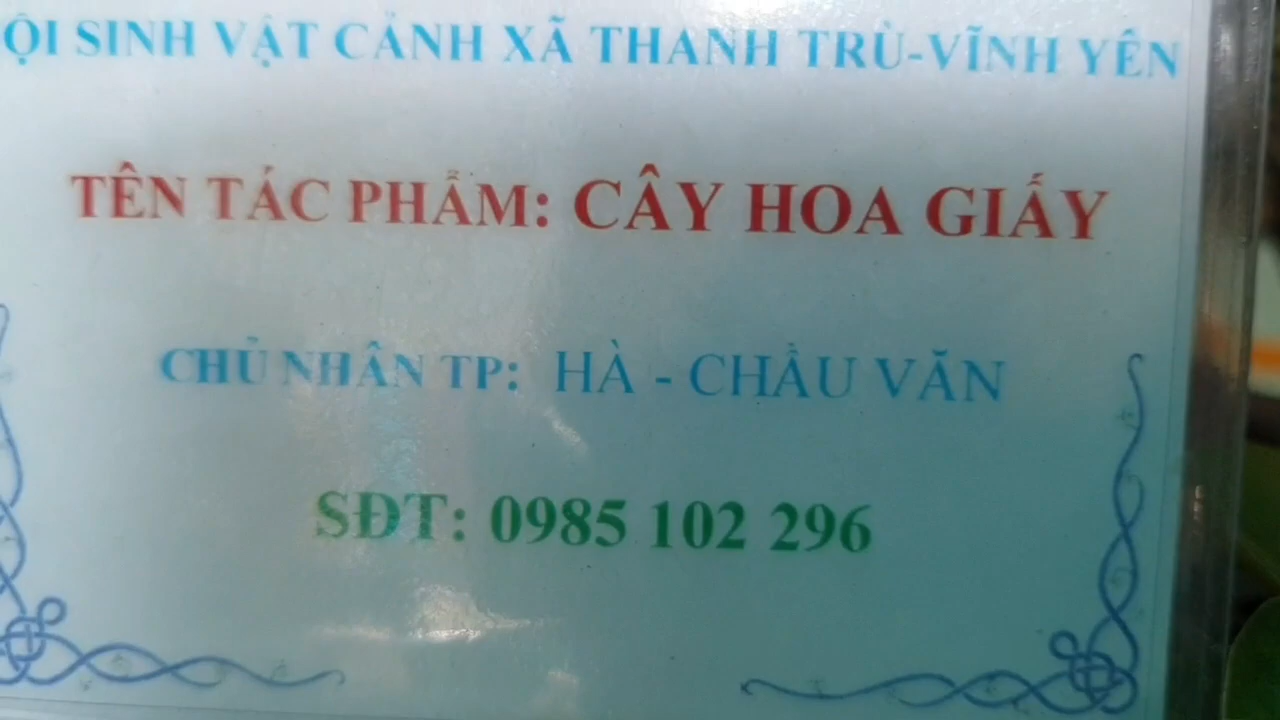 ỘI SINH VẬT CẢNH XÃ THANH TRÙ-VĨNH YÊN
TÊN TÁC PHẨM: CÂY HOA GIẤY
CHỦ NHÂN TP: HÀ - CHẦU VĂN
SĐT: 0985 102 296